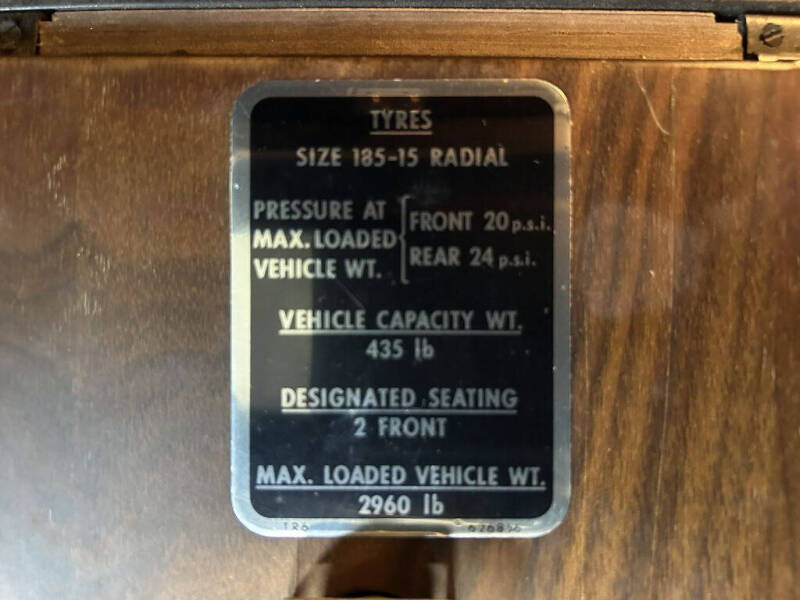 TYRES
SIZE 185-15 RADIAL
PRESSURE AT
MAX. LOADED
VEHICLE WT.
FRONT 20 p.s.i.
REAR 24 p.s.i.
VEHICLE CAPACITY WT.
435 lb
DESIGNATED SEATING
2 FRONT
MAX. LOADED VEHICLE WT.
2960 lb
TR6